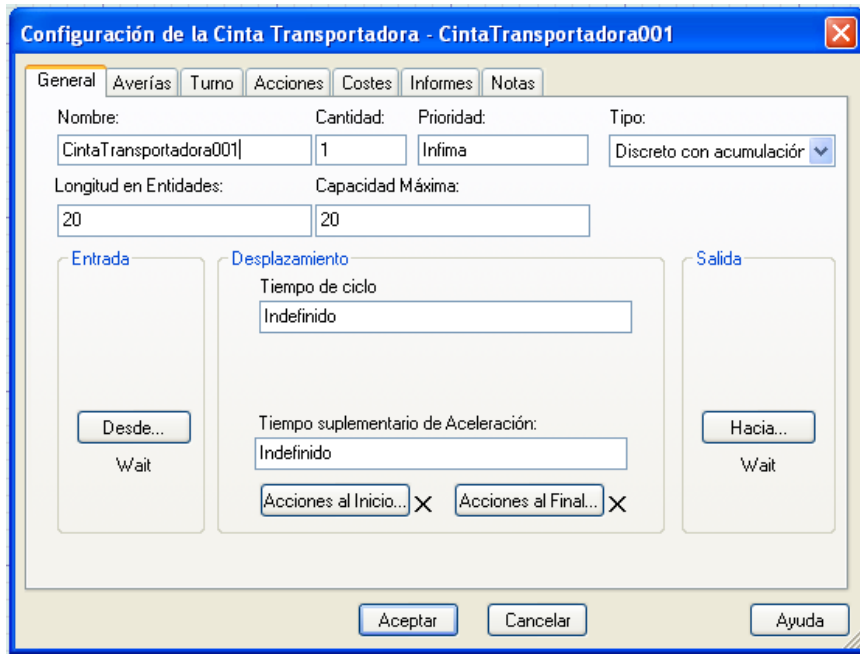 Configuración de la Cinta Transportadora - CintaTransportadora001
General Averías Turno Acciones Costes Informes Notas
Nombre: Cantidad: Prioridad: Tipo:
CintaTransportadora001 1 Infima Discreto con acumulación
Longitud en Entidades: Capacidad Máxima:
20 20
Entrada Desplazamiento Salida
Tiempo de ciclo
Indefinido
Desde... Tiempo suplementario de Aceleración: Hacia...
Wait Indefinido Wait
Acciones al Inicio... X Acciones al Final... X
Aceptar Cancelar Ayuda